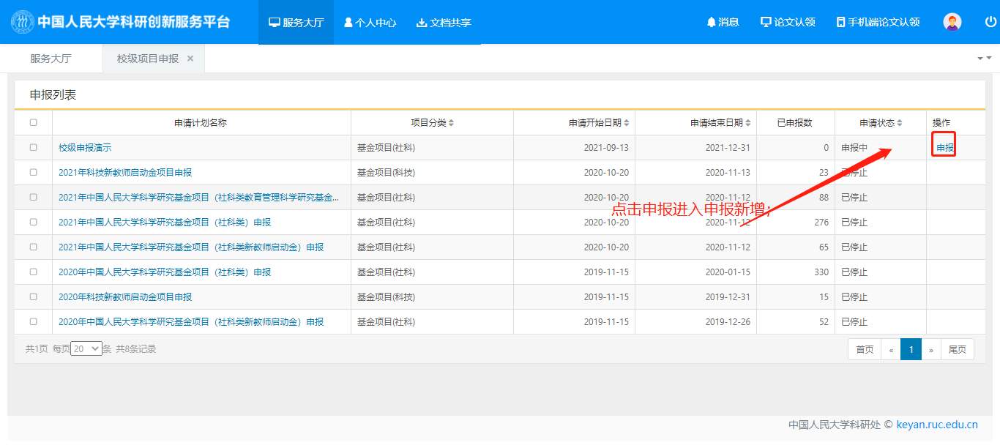 中国人民大学科研创新服务平台 服务大厅 个人中心 文档共享 消息 论文认领 手机端论文认领
服务大厅 校级项目申报 ×
申报列表
申请计划名称 项目分类 申请开始日期 申请结束日期 已申报数 申请状态 操作
校级申报演示 基金项目(社科) 2021-09-13 2021-12-31 0 申报中 申报
2021年科技新教师启动金项目申报 基金项目(科技) 2020-10-20 2020-11-13 23 已停止
2021年中国人民大学科学研究基金项目（社科类教育管理科学研究基金... 基金项目(社科) 2020-10-20 2020-11-12 88 已停止
点击申报进入申报新增;
2021年中国人民大学科学研究基金项目（社科类）申报 基金项目(社科) 2020-10-20 2020-11-12 276 已停止
2021年中国人民大学科学研究基金项目（社科类新教师启动金）申报 基金项目(社科) 2020-10-20 2020-11-12 65 已停止
2020年中国人民大学科学研究基金项目（社科类）申报 基金项目(社科) 2019-11-15 2020-01-15 330 已停止
2020年科技新教师启动金项目申报 基金项目(科技) 2019-11-15 2019-12-31 15 已停止
2020年中国人民大学科学研究基金项目（社科类新教师启动金）申报 基金项目(社科) 2019-11-15 2019-12-26 52 已停止
共1页 每页 20 条 共8条记录 首页 « 1 » 尾页
中国人民大学科研处 © keyan.ruc.edu.cn